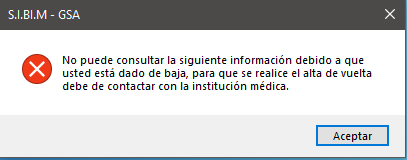 S.I.BI.M - GSA
No puede consultar la siguiente información debido a que
usted está dado de baja, para que se realice el alta de vuelta
debe de contactar con la institución médica.
Aceptar